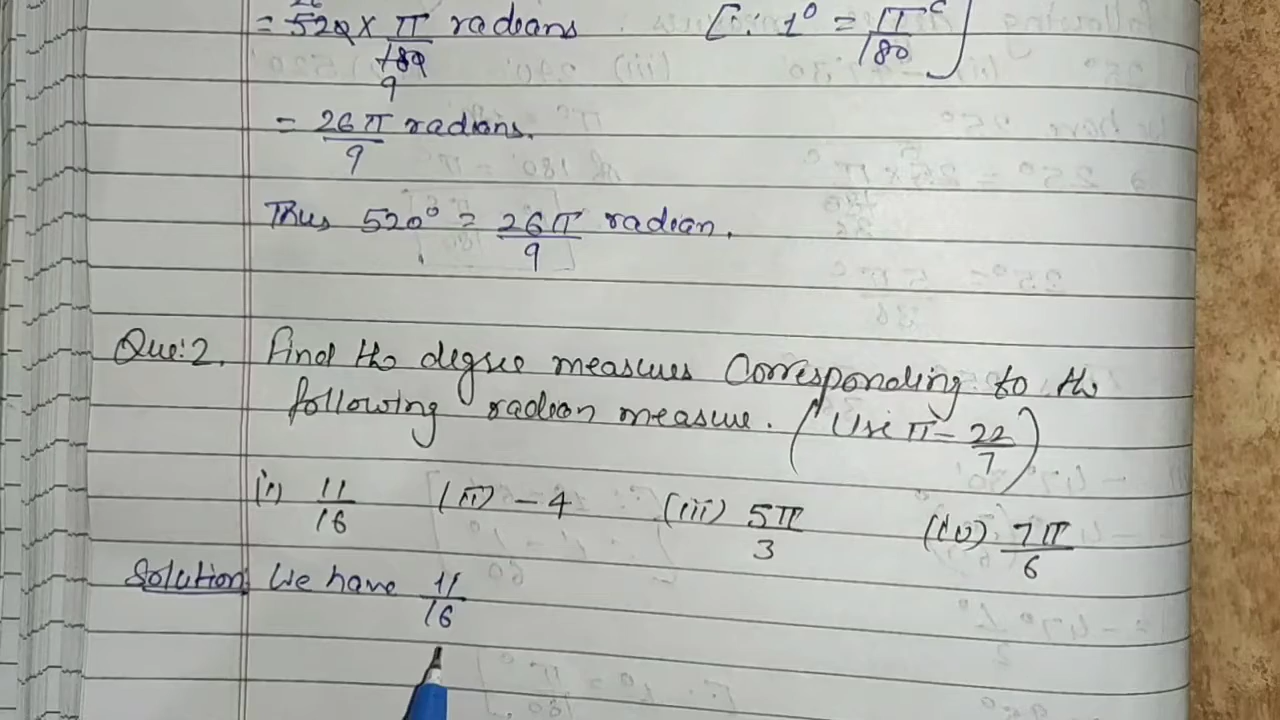 = 520 × π/180 radians [∵ 1° = π^c/180]
26
9
= 26π/9 radians.
Thus 520° = 26π/9 radian.
Que:2. Find the degree measures corresponding to the
following radian measure. (Use π = 22/7)
(i) 11/16 (ii) -4 (iii) 5π/3 (iv) 7π/6
Solution We have 11/16